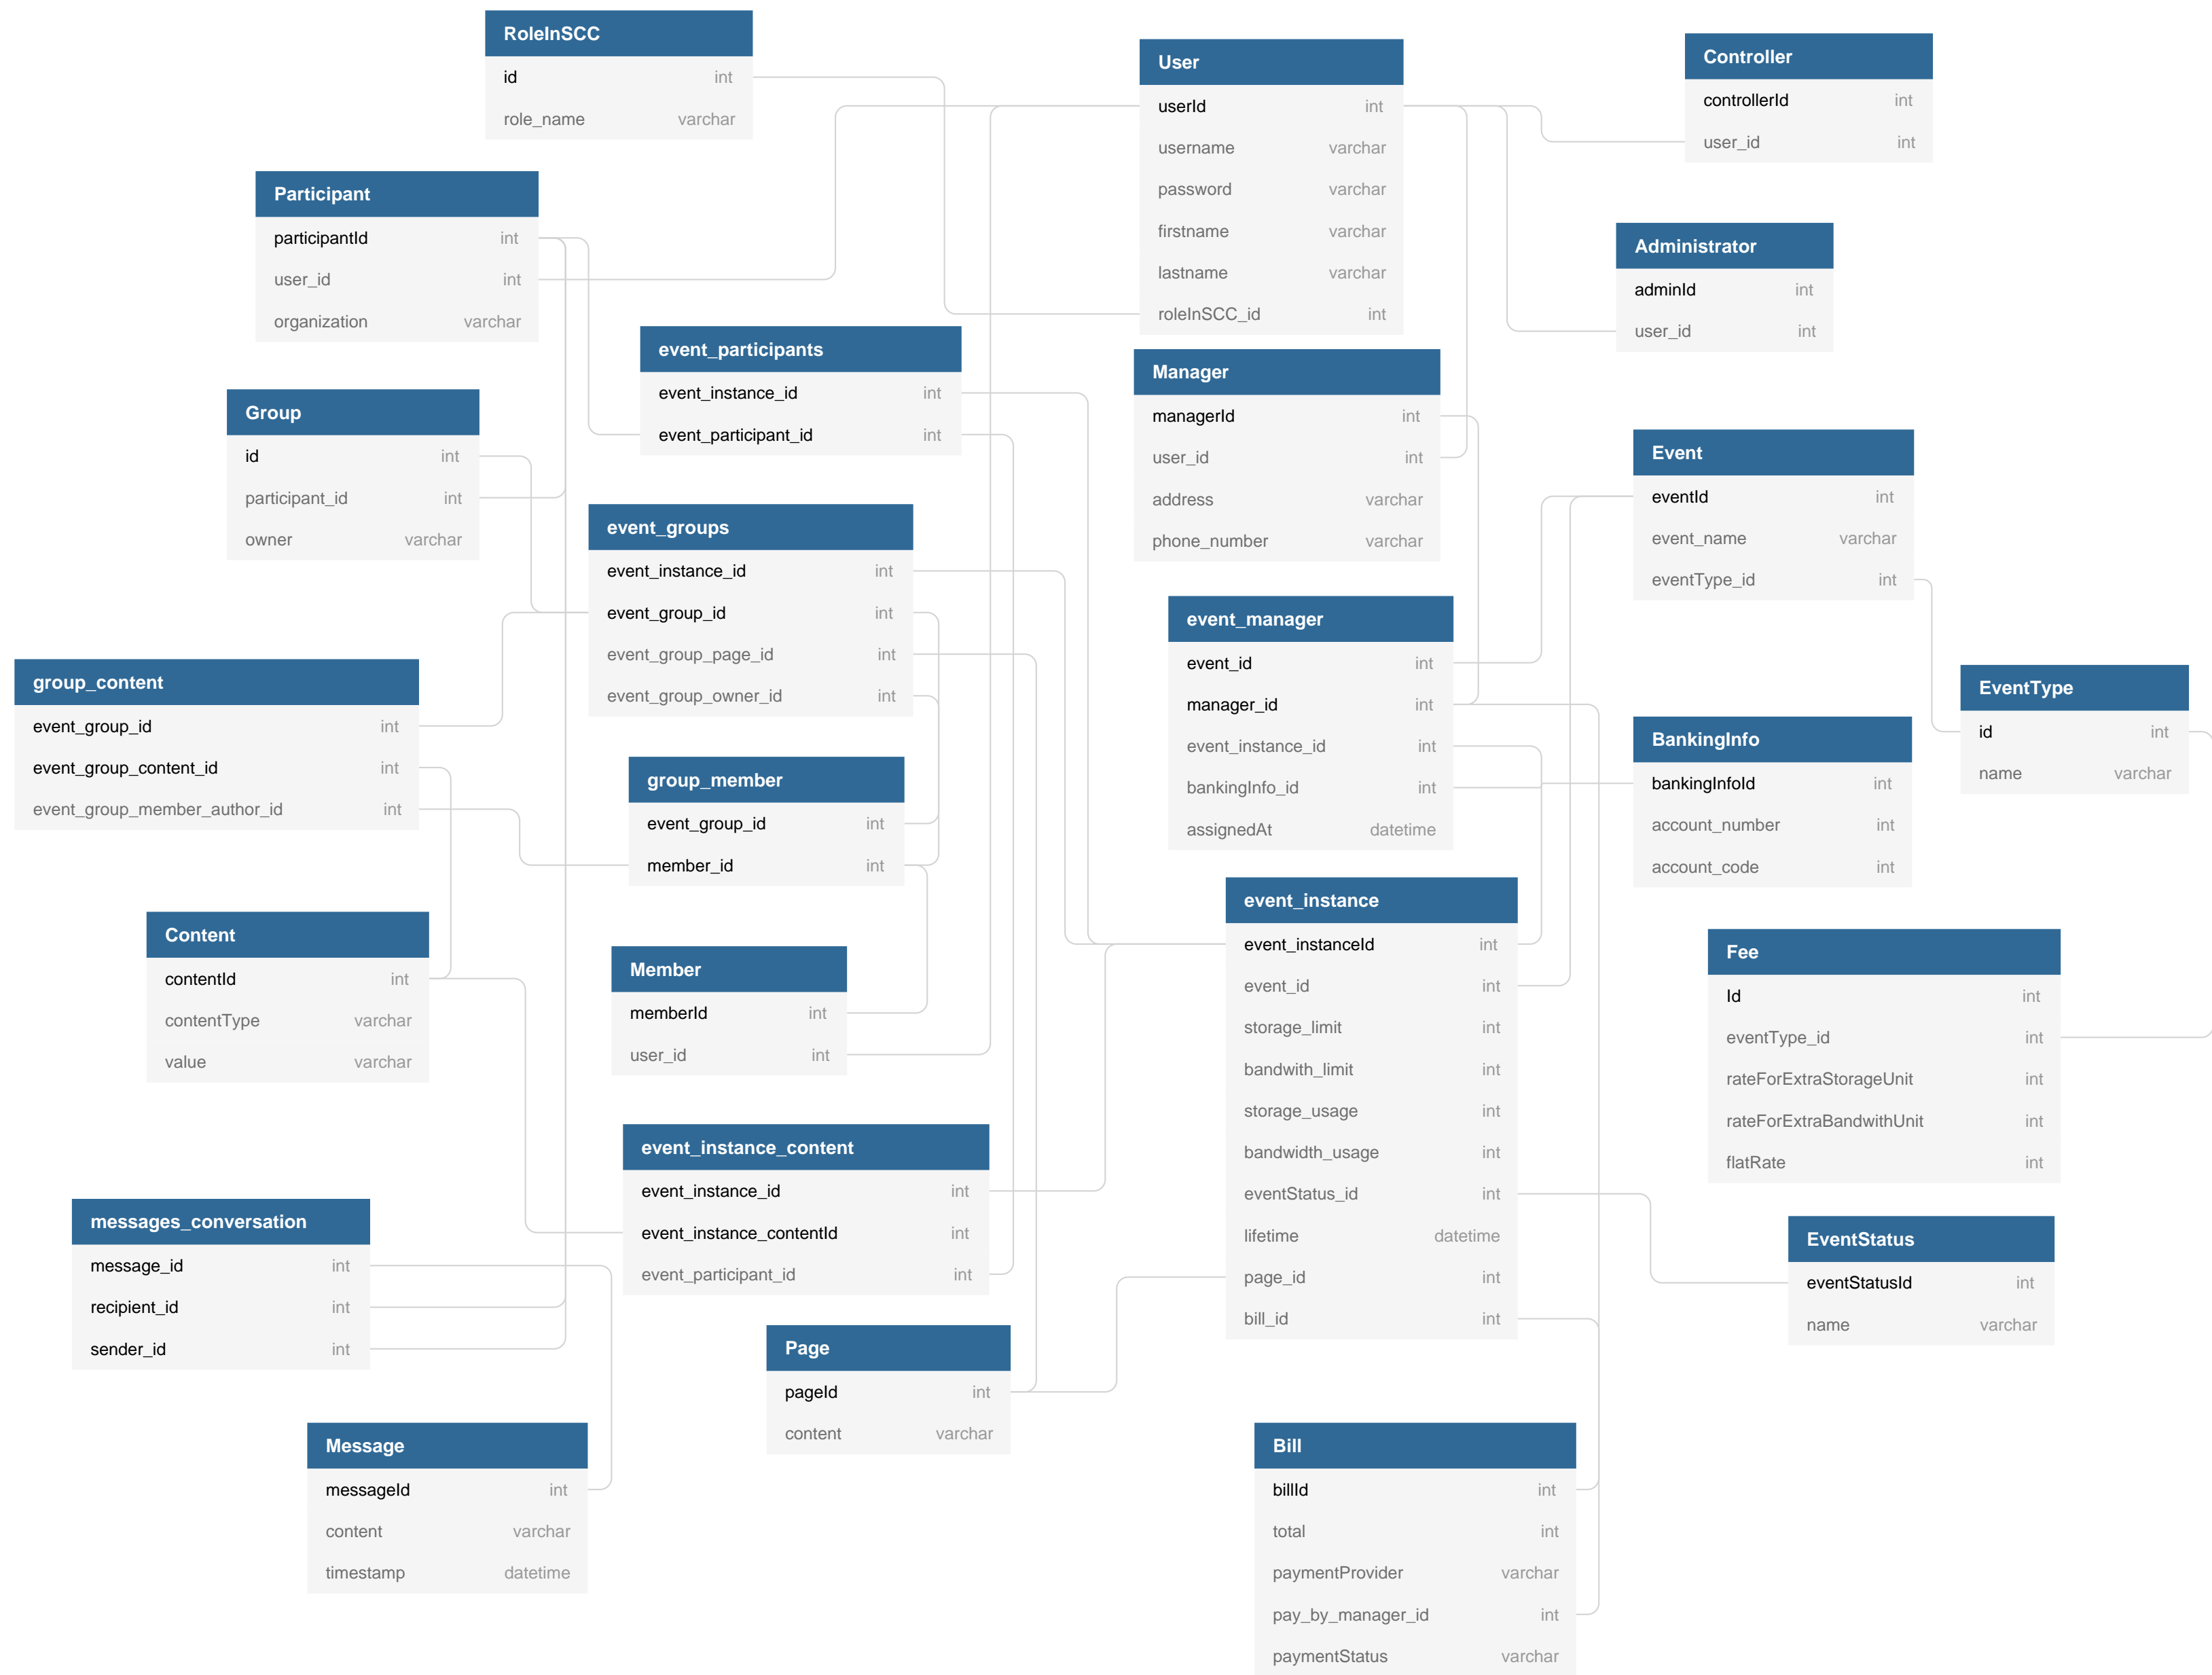 RoleInSCC
id int
role_name varchar
User
userId int
username varchar
password varchar
firstname varchar
lastname varchar
roleInSCC_id int
Controller
controllerId int
user_id int
Participant
participantId int
user_id int
organization varchar
Administrator
adminId int
user_id int
event_participants
event_instance_id int
event_participant_id int
Manager
managerId int
user_id int
address varchar
phone_number varchar
Group
id int
participant_id int
owner varchar
Event
eventId int
event_name varchar
eventType_id int
event_groups
event_instance_id int
event_group_id int
event_group_page_id int
event_group_owner_id int
event_manager
event_id int
manager_id int
event_instance_id int
bankingInfo_id int
assignedAt datetime
group_content
event_group_id int
event_group_content_id int
event_group_member_author_id int
EventType
id int
name varchar
BankingInfo
bankingInfoId int
account_number int
account_code int
group_member
event_group_id int
member_id int
event_instance
event_instanceId int
event_id int
storage_limit int
bandwith_limit int
storage_usage int
bandwidth_usage int
eventStatus_id int
lifetime datetime
page_id int
bill_id int
Content
contentId int
contentType varchar
value varchar
Fee
Id int
eventType_id int
rateForExtraStorageUnit int
rateForExtraBandwithUnit int
flatRate int
Member
memberId int
user_id int
event_instance_content
event_instance_id int
event_instance_contentId int
event_participant_id int
messages_conversation
message_id int
recipient_id int
sender_id int
EventStatus
eventStatusId int
name varchar
Page
pageId int
content varchar
Message
messageId int
content varchar
timestamp datetime
Bill
billId int
total int
paymentProvider varchar
pay_by_manager_id int
paymentStatus varchar